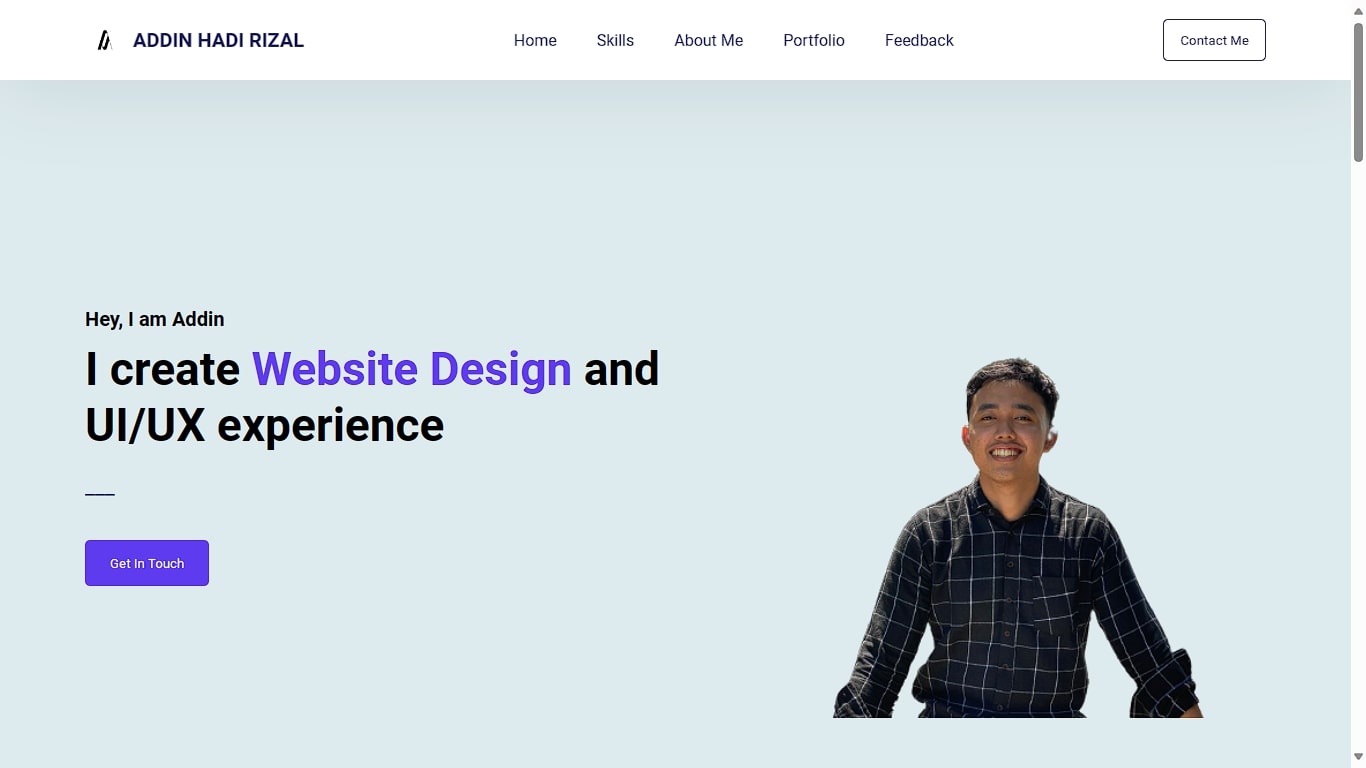 ADDIN HADI RIZAL
Home
Skills
About Me
Portfolio
Feedback
Contact Me
Hey, I am Addin
I create Website Design and
UI/UX experience
Get In Touch